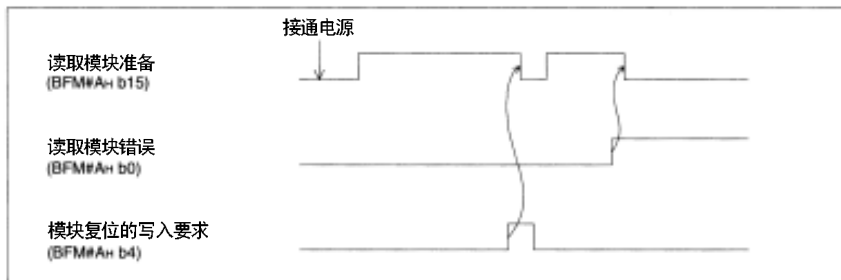 接通电源
读取模块准备
(BFM#AH b15)
读取模块错误
(BFM#AH b0)
模块复位的写入要求
(BFM#AH b4)